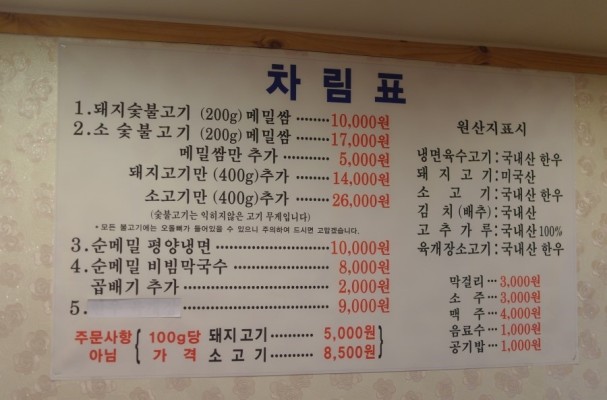 차림표
1.돼지숯불고기 (200g) 메밀쌈 ········ 10,000원
2.소 숯불고기 (200g) 메밀쌈 ········ 17,000원
메밀쌈만 추가 ············ 5,000원
돼지고기만 (400g)추가 ········ 14,000원
소고기만 (400g)추가 ········ 26,000원
(숯불고기는 익히지않은 고기 무게입니다)
* 모든 불고기에는 오돌뼈가 들어있을 수 있으니 주의하여 드시면 고맙겠습니다.
3.순메밀 평양냉면 ···················· 10,000원
4.순메밀 비빔막국수 ················ 8,000원
곱배기 추가 ···················· 2,000원
5. ···················· 9,000원
주문사항 아님 { 100g당 가격 돼지고기 ·········· 5,000원
소고기 ·········· 8,500원 }
원산지표시
냉면육수고기 : 국내산 한우
돼지고기 : 미국산
소고기 : 국내산 한우
김치(배추) : 국내산
고추가루 : 국내산100%
육개장소고기 : 국내산 한우
막걸리 ··· 3,000원
소주 ··· 3,000원
맥주 ··· 4,000원
음료수 ··· 1,000원
공기밥 ··· 1,000원